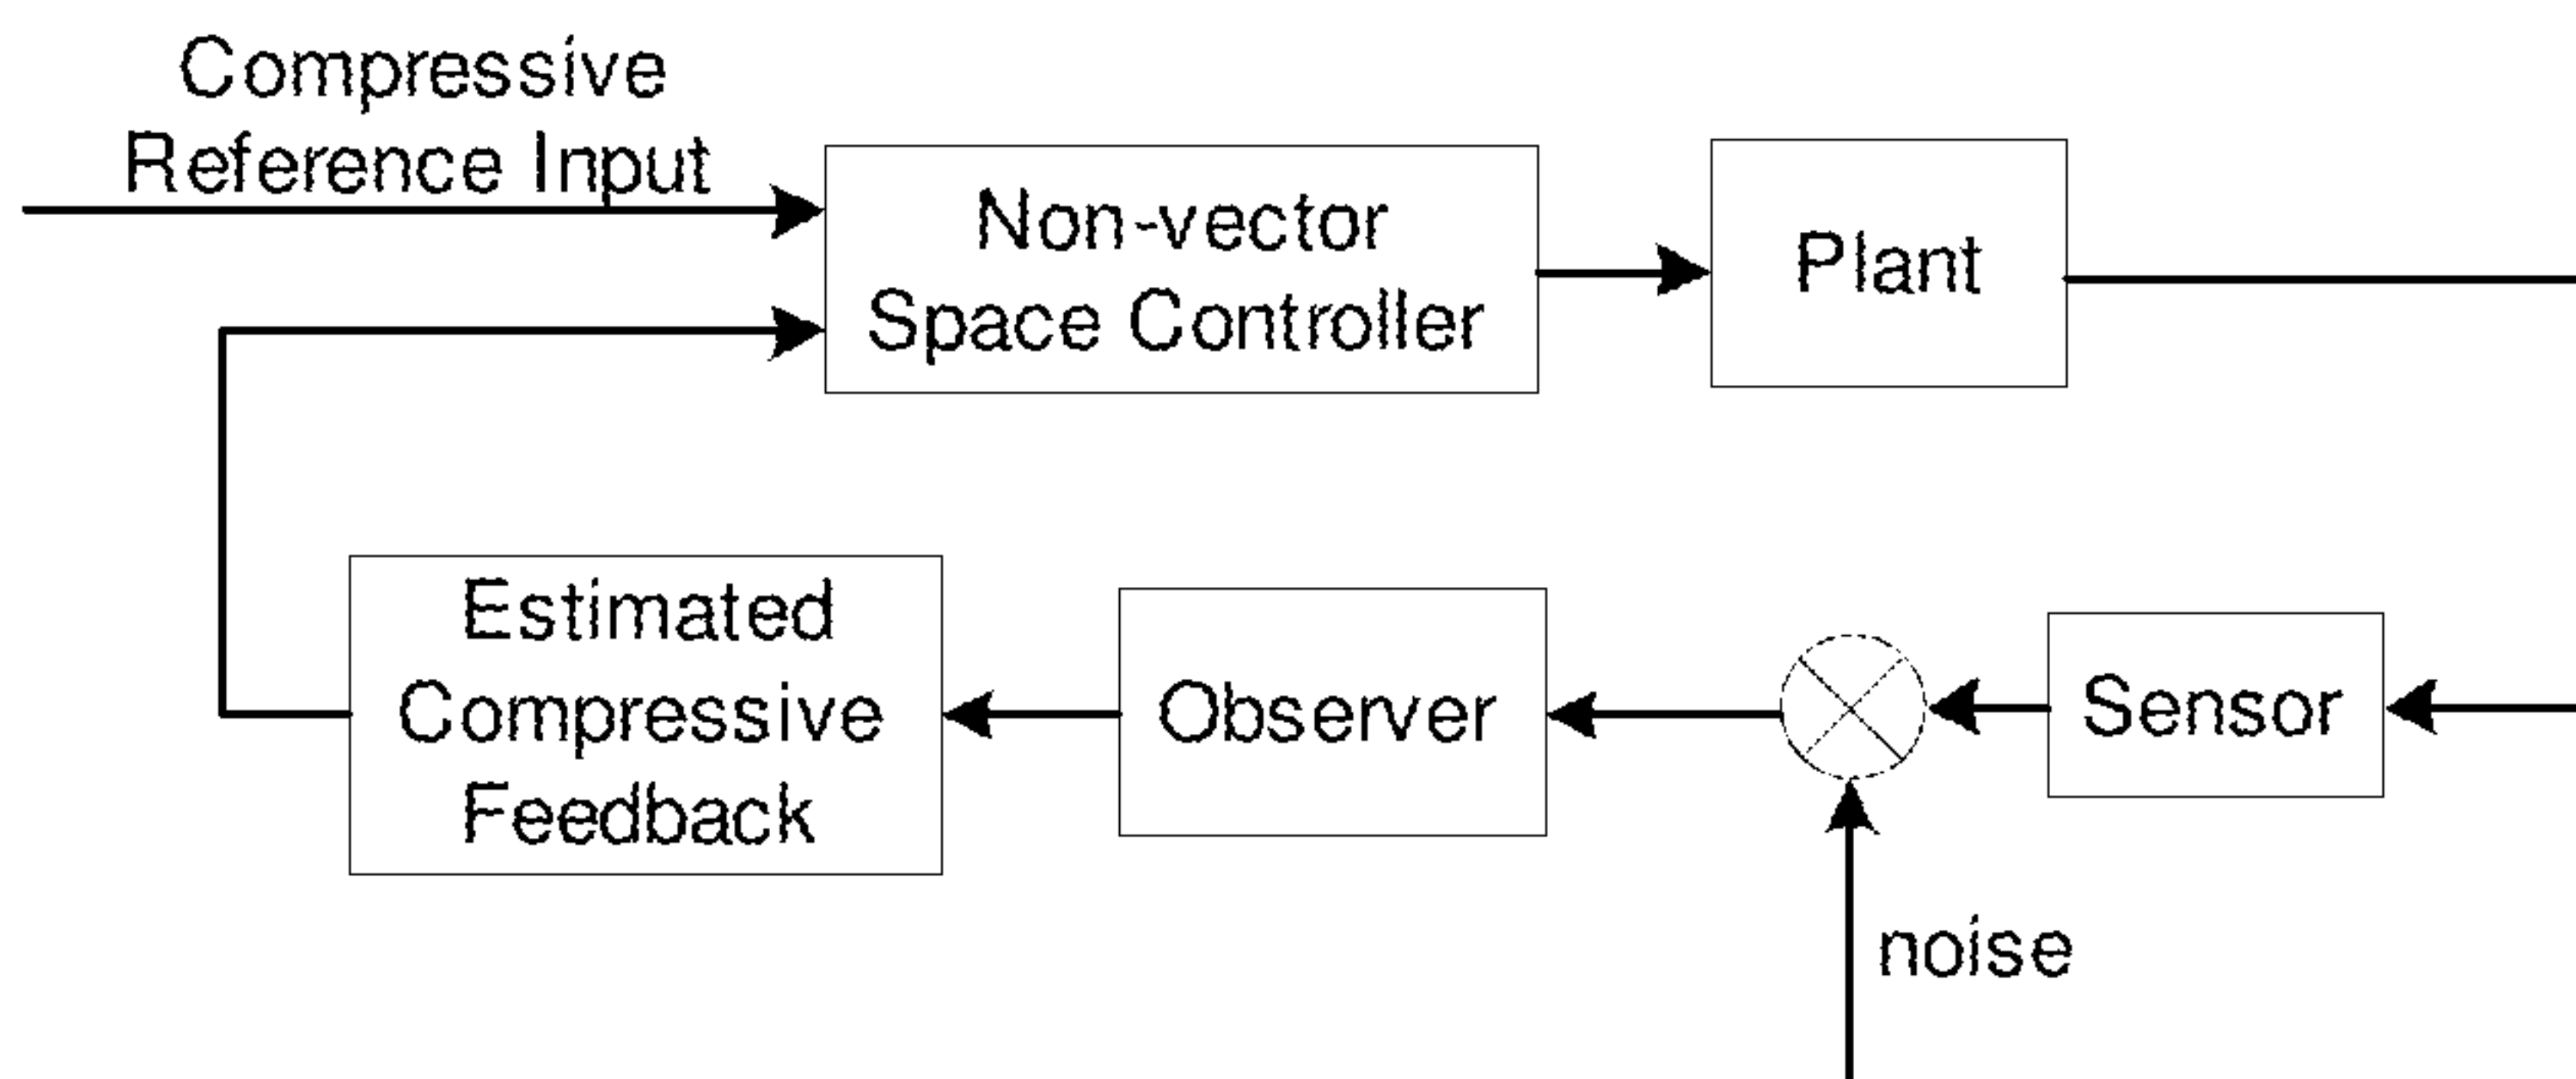 Compressive
Reference Input
Non-vector
Space Controller
Plant
Estimated
Compressive
Feedback
Observer
Sensor
noise